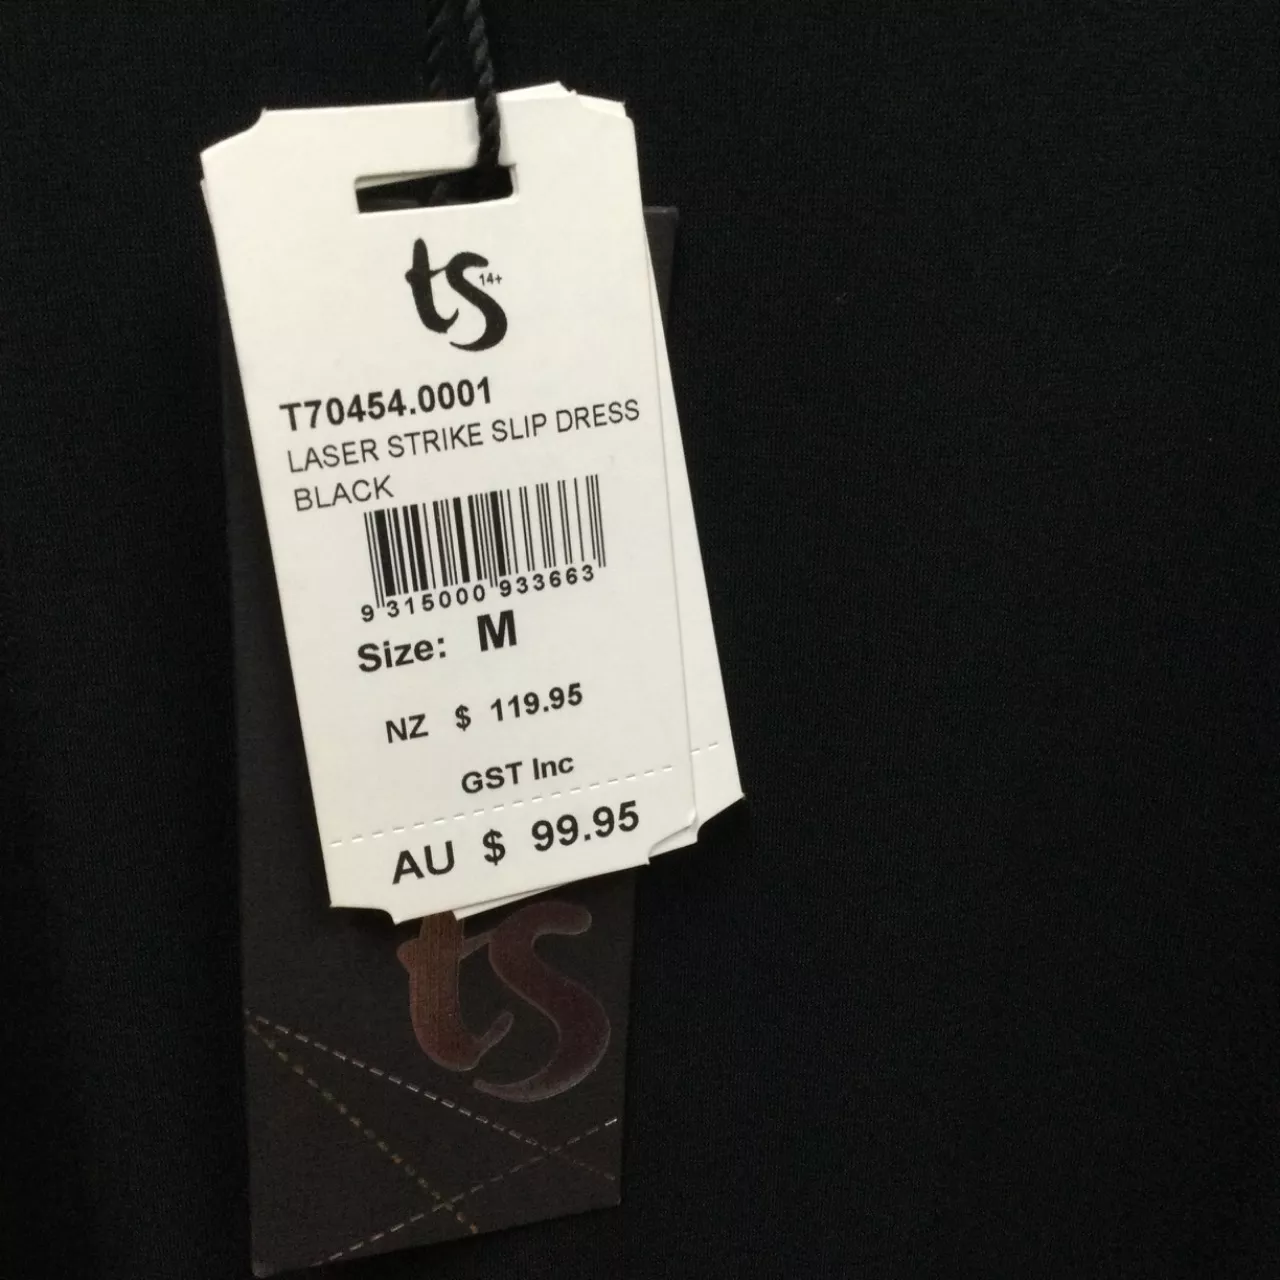 ts 14+
T70454.0001
LASER STRIKE SLIP DRESS
BLACK
9 315000 933663
Size: M
NZ $ 119.95
GST Inc
AU $ 99.95
ts